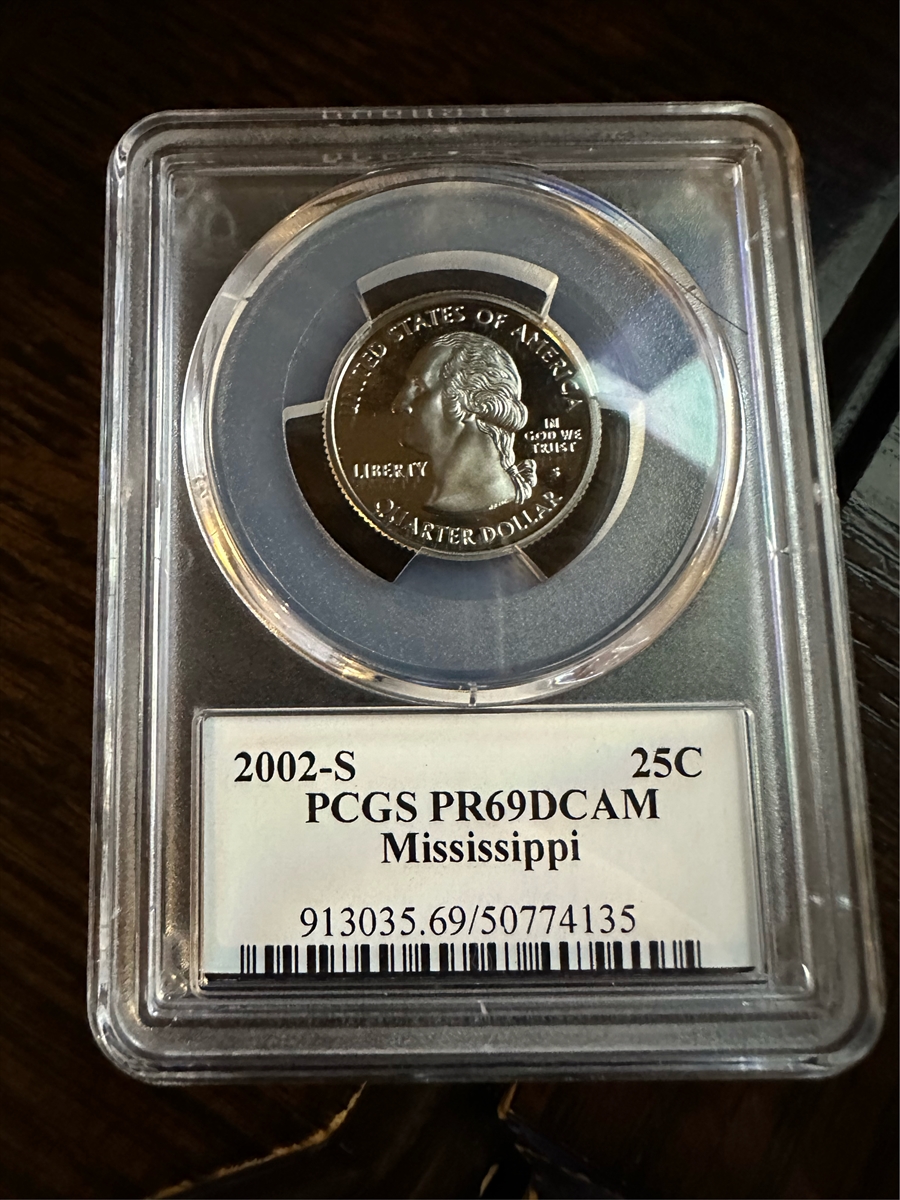 UNITED STATES OF AMERICA
IN
GOD WE
TRUST
LIBERTY
S
QUARTER DOLLAR
2002-S 25C
PCGS PR69DCAM
Mississippi
913035.69/50774135